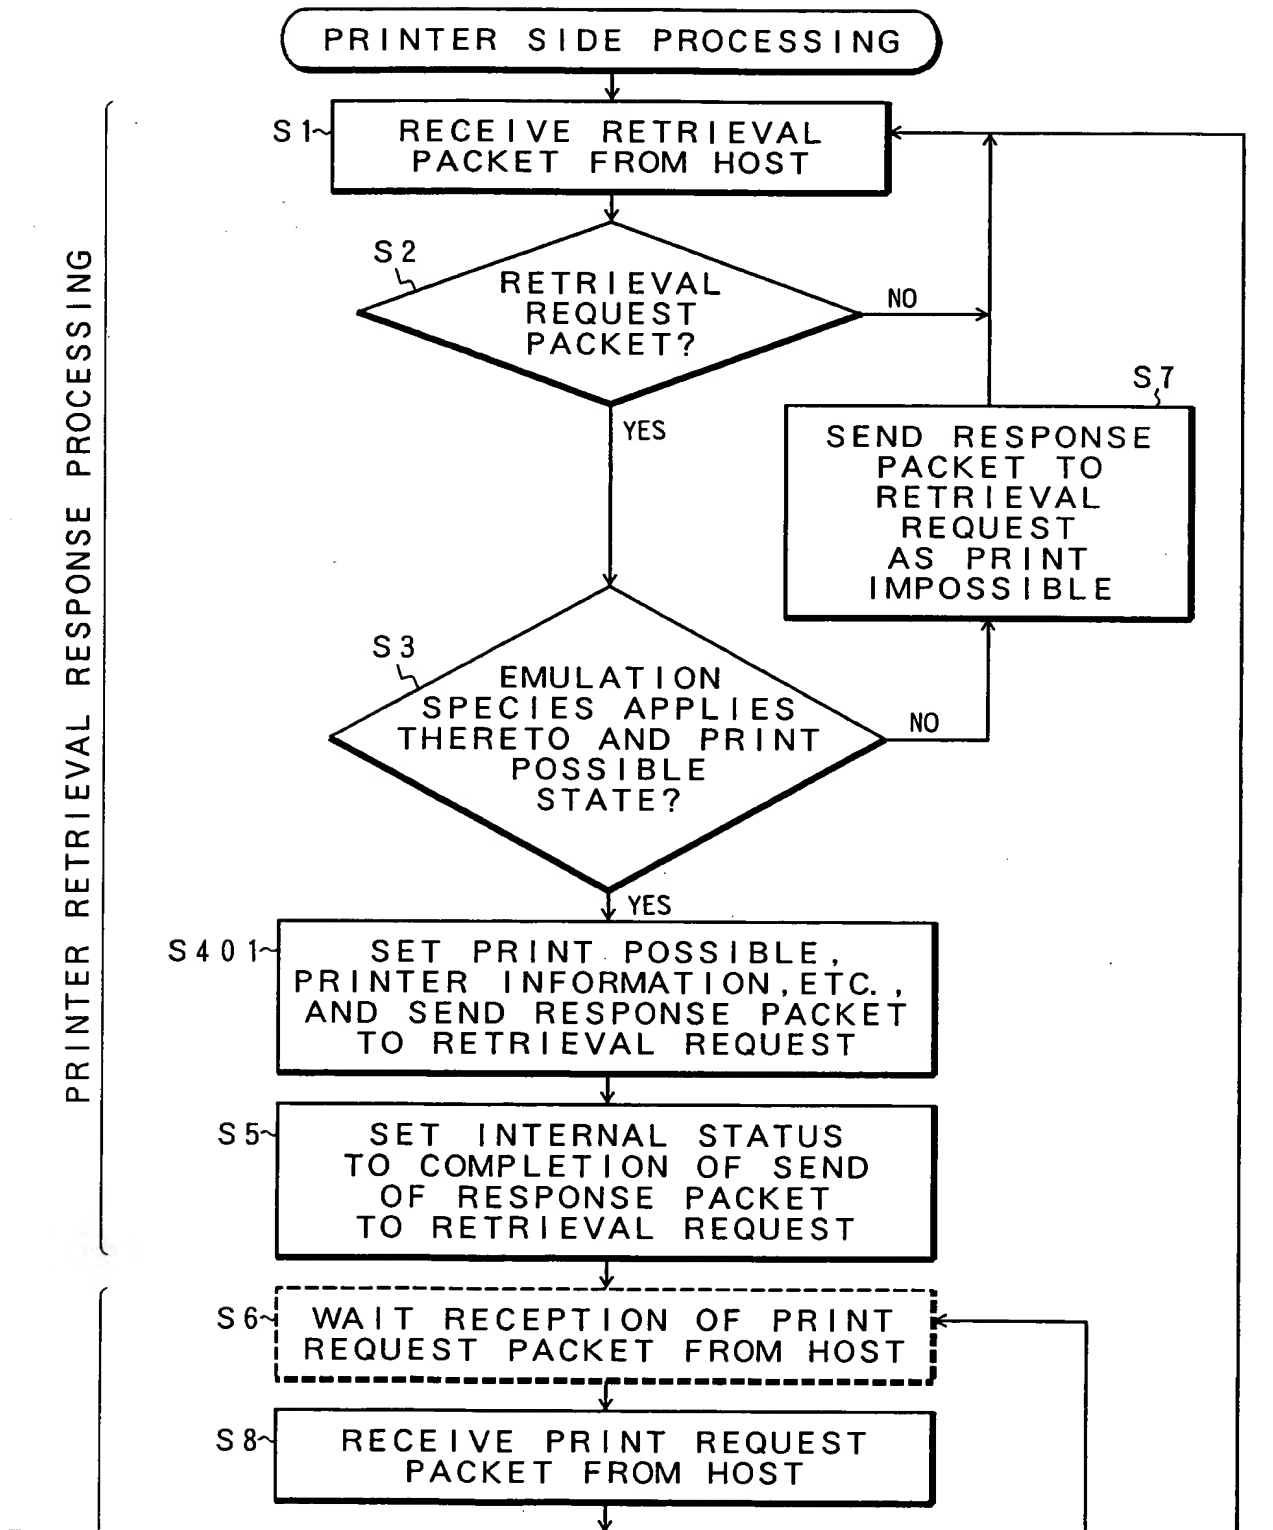 PRINTER SIDE PROCESSING
S1
RECEIVE RETRIEVAL
PACKET FROM HOST
S2
RETRIEVAL
REQUEST
PACKET?
NO
YES
S7
SEND RESPONSE
PACKET TO
RETRIEVAL
REQUEST
AS PRINT
IMPOSSIBLE
S3
EMULATION
SPECIES APPLIES
THERETO AND PRINT
POSSIBLE
STATE?
NO
YES
S401
SET PRINT POSSIBLE,
PRINTER INFORMATION, ETC.,
AND SEND RESPONSE PACKET
TO RETRIEVAL REQUEST
S5
SET INTERNAL STATUS
TO COMPLETION OF SEND
OF RESPONSE PACKET
TO RETRIEVAL REQUEST
PRINTER RETRIEVAL RESPONSE PROCESSING
S6
WAIT RECEPTION OF PRINT
REQUEST PACKET FROM HOST
S8
RECEIVE PRINT REQUEST
PACKET FROM HOST